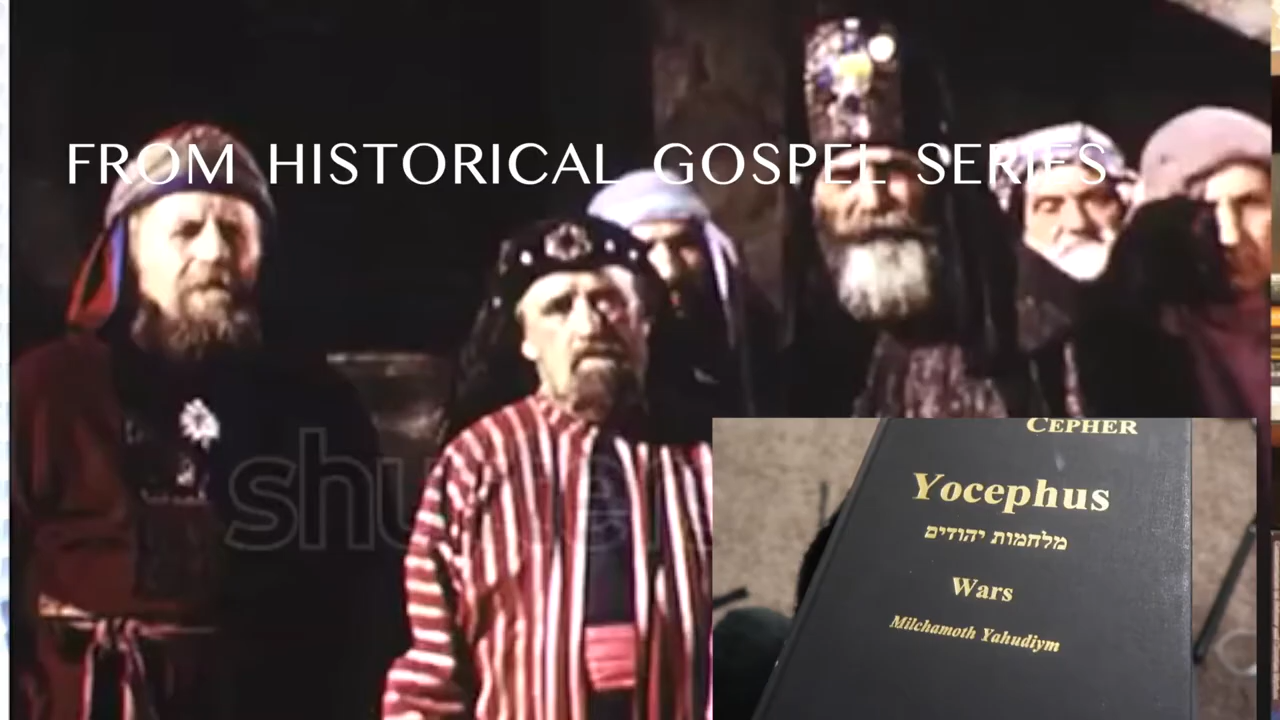 FROM HISTORICAL GOSPEL SERIES
CEPHER
Yocephus
מלחמות יהודים
Wars
Milchamoth Yahudiym